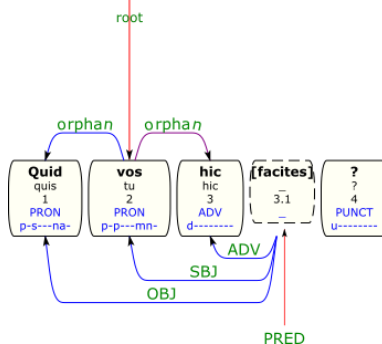 root
orphan orphan
Quid vos hic [facites] ?
quis tu hic _ ?
1 2 3 3.1 4
PRON PRON ADV _ PUNCT
p-s---na- p-p---mn- d-------- u--------
ADV
SBJ
OBJ
PRED